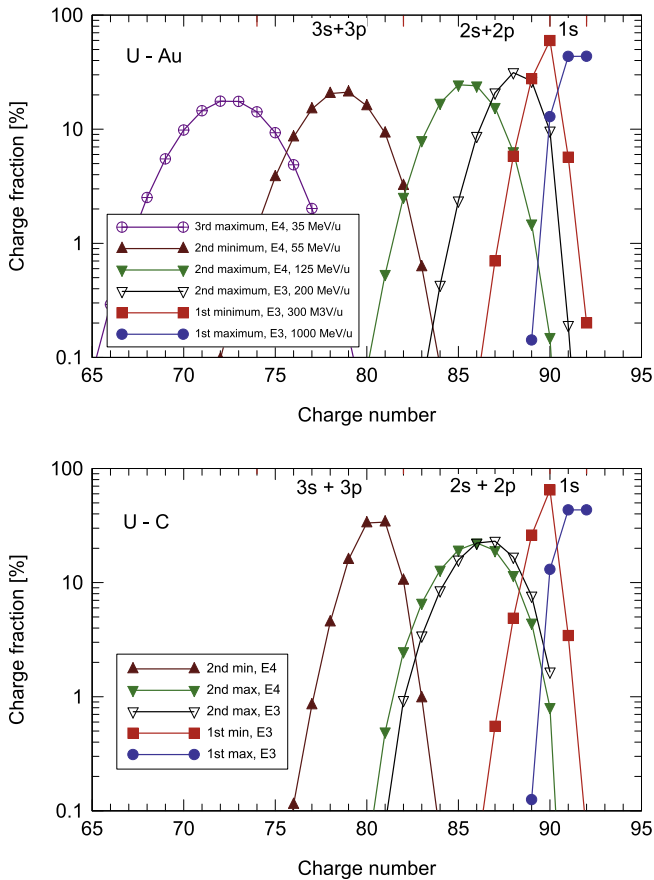 3s+3p 2s+2p 1s
U - Au
Charge fraction [%]
100
10
1
0.1
3rd maximum, E4, 35 MeV/u
2nd minimum, E4, 55 MeV/u
2nd maximum, E4, 125 MeV/u
2nd maximum, E3, 200 MeV/u
1st minimum, E3, 300 M3V/u
1st maximum, E3, 1000 MeV/u
65 70 75 80 85 90 95
Charge number
3s + 3p 2s + 2p 1s
U - C
Charge fraction [%]
100
10
1
0.1
2nd min, E4
2nd max, E4
2nd max, E3
1st min, E3
1st max, E3
65 70 75 80 85 90 95
Charge number